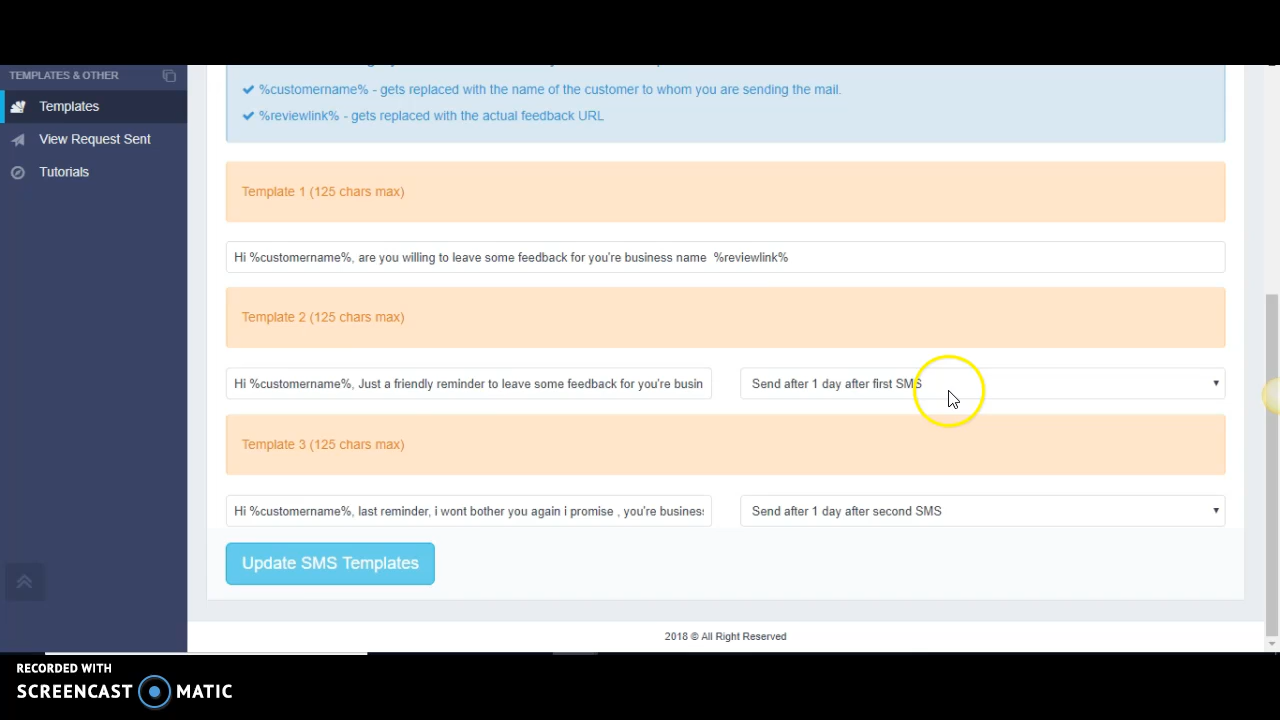 TEMPLATES & OTHER
Templates
View Request Sent
Tutorials
%customername% - gets replaced with the name of the customer to whom you are sending the mail.
%reviewlink% - gets replaced with the actual feedback URL
Template 1 (125 chars max)
Hi %customername%, are you willing to leave some feedback for you're business name %reviewlink%
Template 2 (125 chars max)
Hi %customername%, Just a friendly reminder to leave some feedback for you're busin
Send after 1 day after first SMS
Template 3 (125 chars max)
Hi %customername%, last reminder, i wont bother you again i promise , you're business
Send after 1 day after second SMS
Update SMS Templates
2018 © All Right Reserved
RECORDED WITH
SCREENCAST MATIC